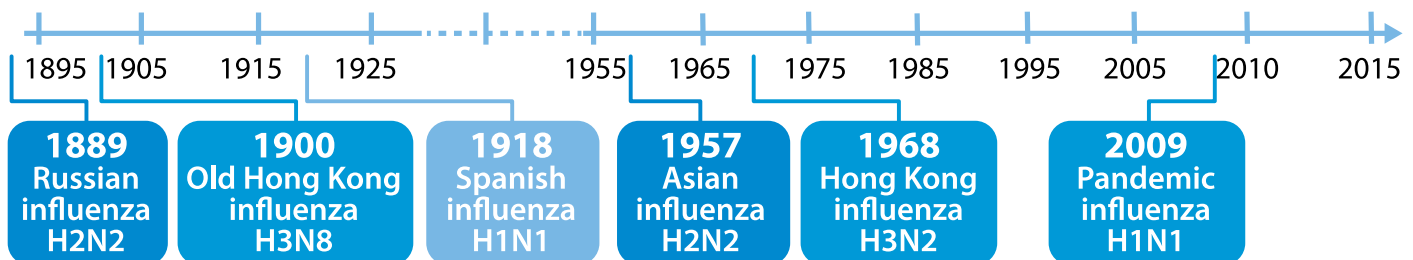 1895 1905 1915 1925 1955 1965 1975 1985 1995 2005 2010 2015
1889
Russian
influenza
H2N2
1900
Old Hong Kong
influenza
H3N8
1918
Spanish
influenza
H1N1
1957
Asian
influenza
H2N2
1968
Hong Kong
influenza
H3N2
2009
Pandemic
influenza
H1N1